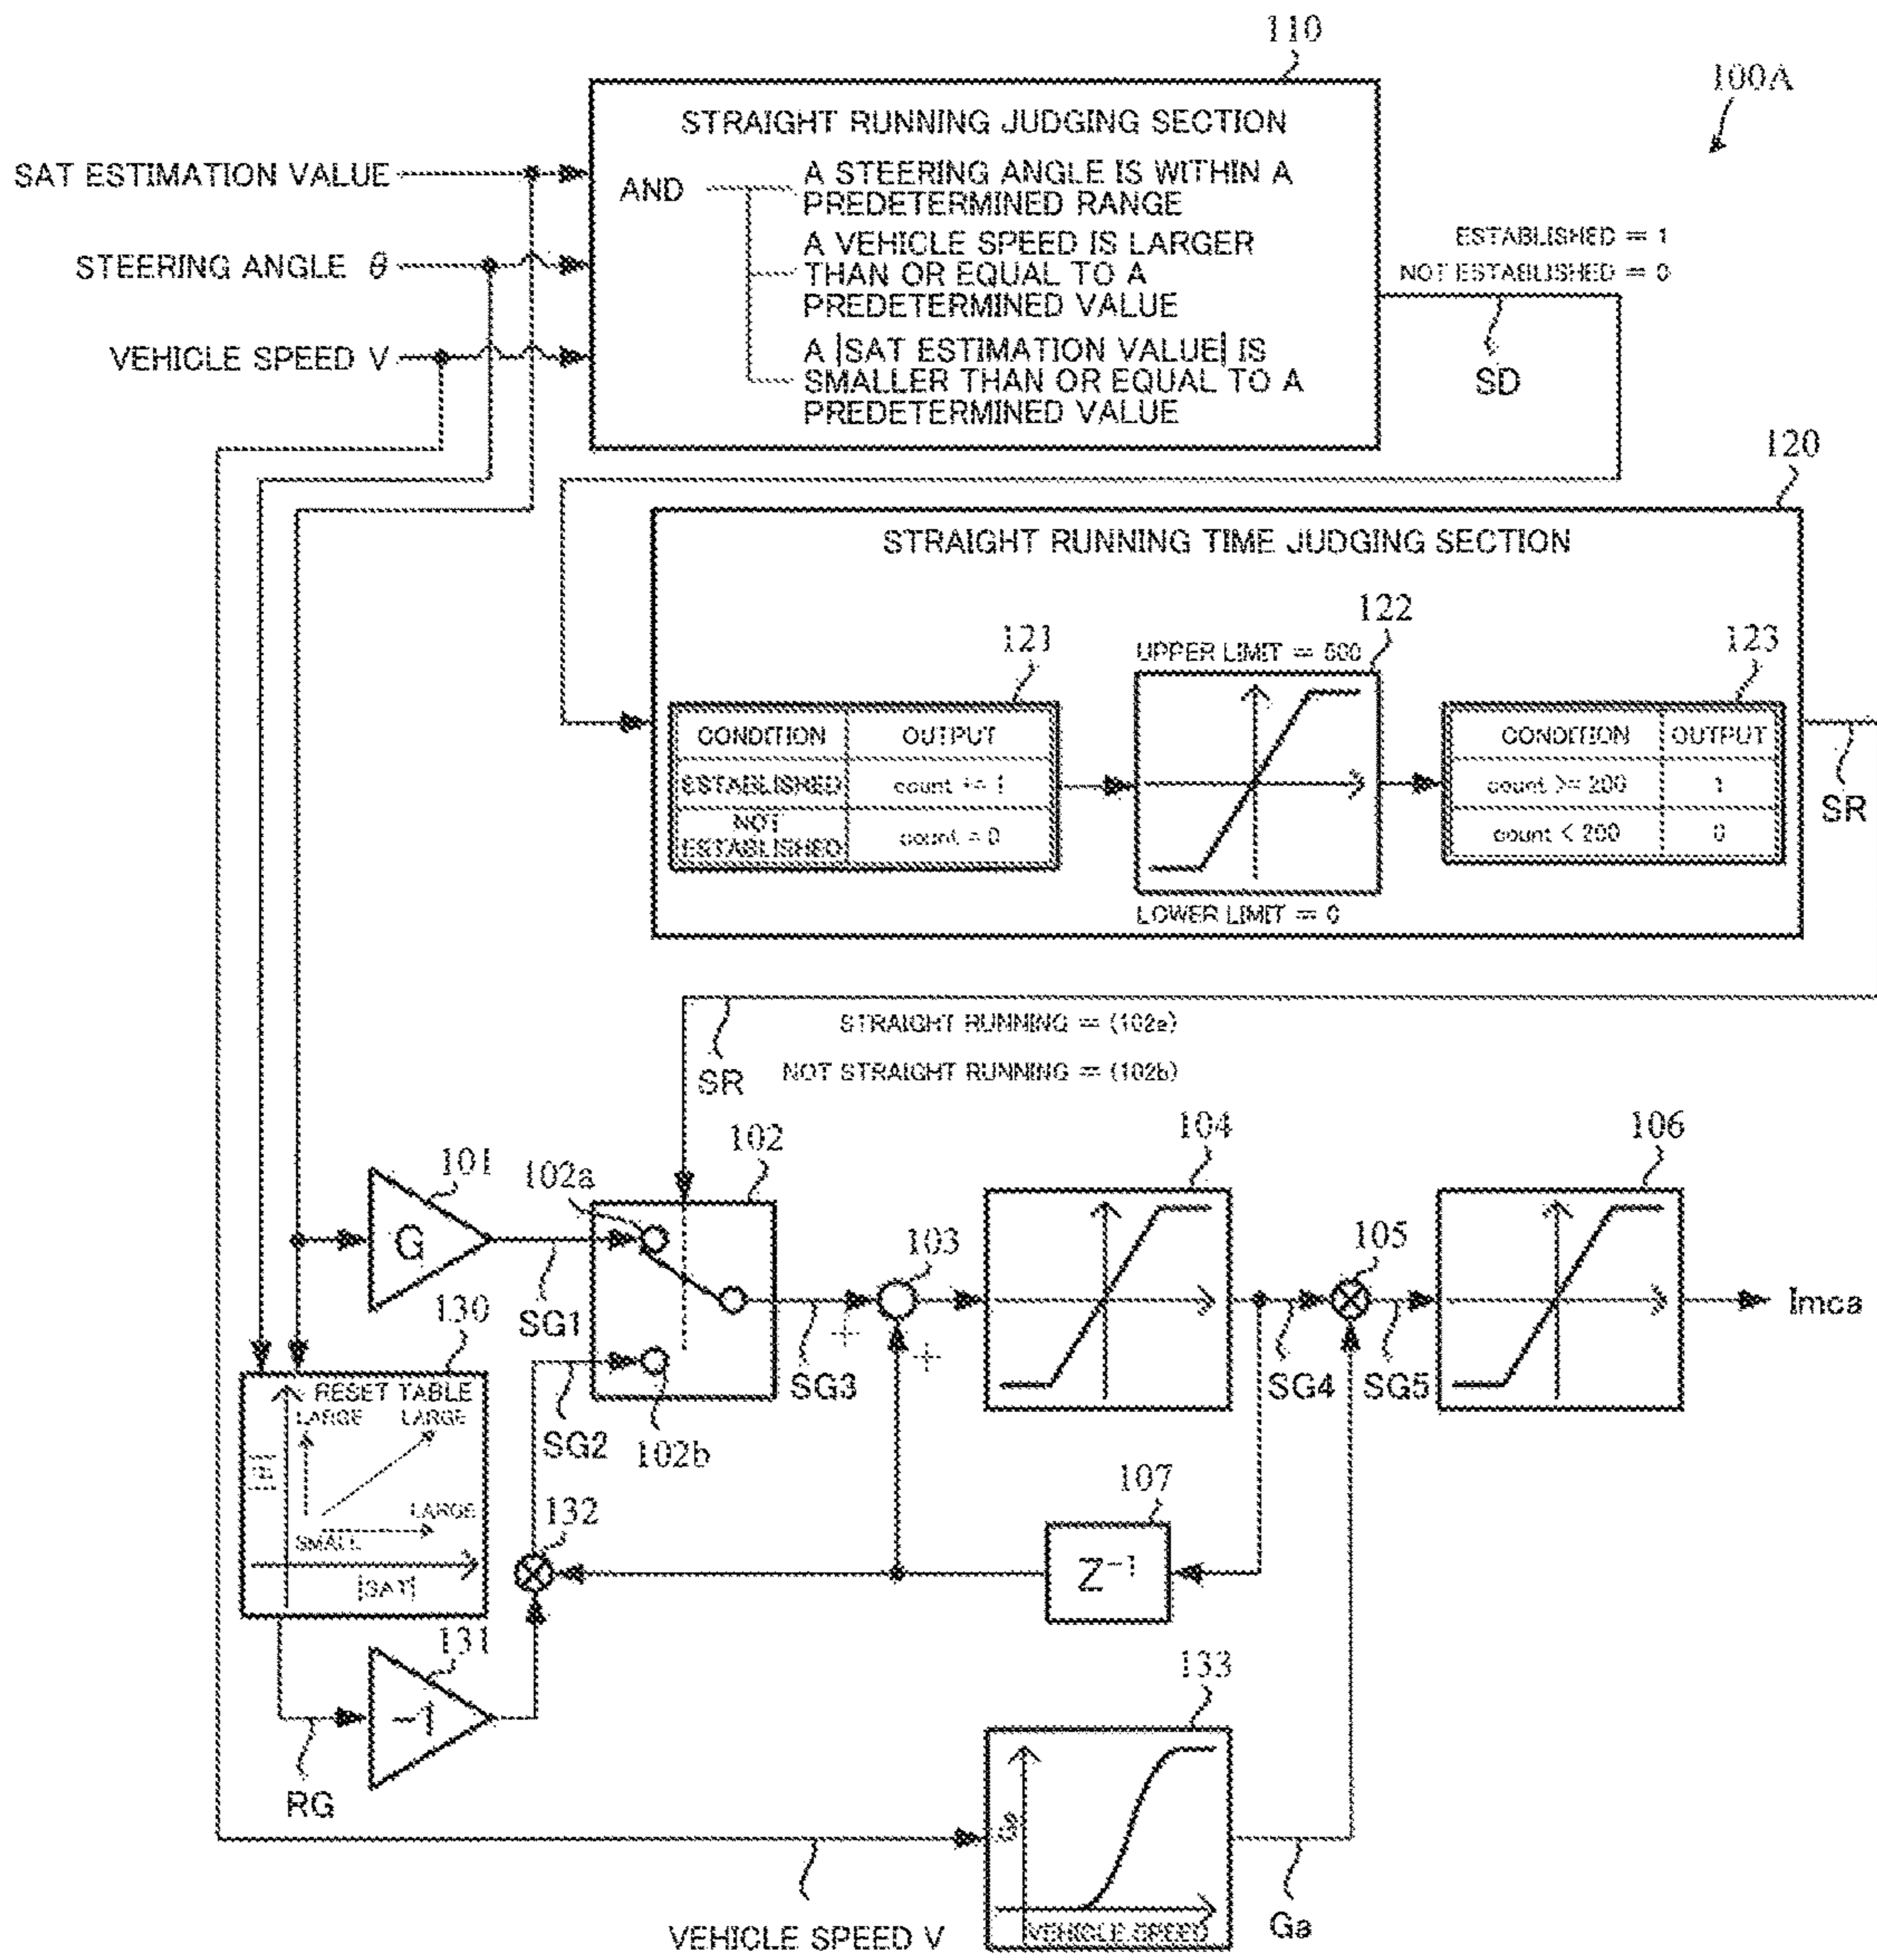 110
100A
STRAIGHT RUNNING JUDGING SECTION
SAT ESTIMATION VALUE
STEERING ANGLE θ
VEHICLE SPEED V
AND
A STEERING ANGLE IS WITHIN A
PREDETERMINED RANGE
A VEHICLE SPEED IS LARGER
THAN OR EQUAL TO A
PREDETERMINED VALUE
A |SAT ESTIMATION VALUE| IS
SMALLER THAN OR EQUAL TO A
PREDETERMINED VALUE
ESTABLISHED = 1
NOT ESTABLISHED = 0
SD
120
STRAIGHT RUNNING TIME JUDGING SECTION
121
CONDITION OUTPUT
ESTABLISHED count += 1
NOT
ESTABLISHED count = 0
122
UPPER LIMIT =
LOWER LIMIT = 0
123
CONDITION OUTPUT
count >= 200 1
count < 200 0
SR
STRAIGHT RUNNING = (102a)
NOT STRAIGHT RUNNING = (102b)
SR
101
G
SG1
102
102a
102b
SG2
SG3
103
+
+
104
SG4
105
SG5
106
Imca
130
RESET TABLE
LARGE LARGE
LARGE
SMALL
|SAT|
132
107
Z⁻¹
131
-1
RG
133
VEHICLE SPEED
VEHICLE SPEED V
Ga